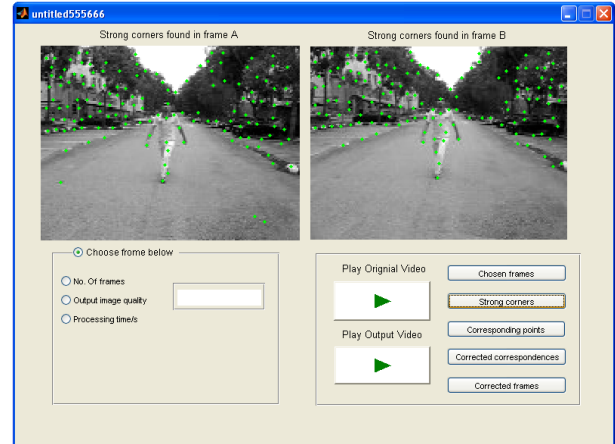 untitled555666
Strong corners found in frame A
Strong corners found in frame B
Choose frome below
No. Of frames
Output image quality
Processing time/s
Play Orignial Video
Play Output Video
Chosen frames
Strong corners
Corresponding points
Corrected correspondences
Corrected frames